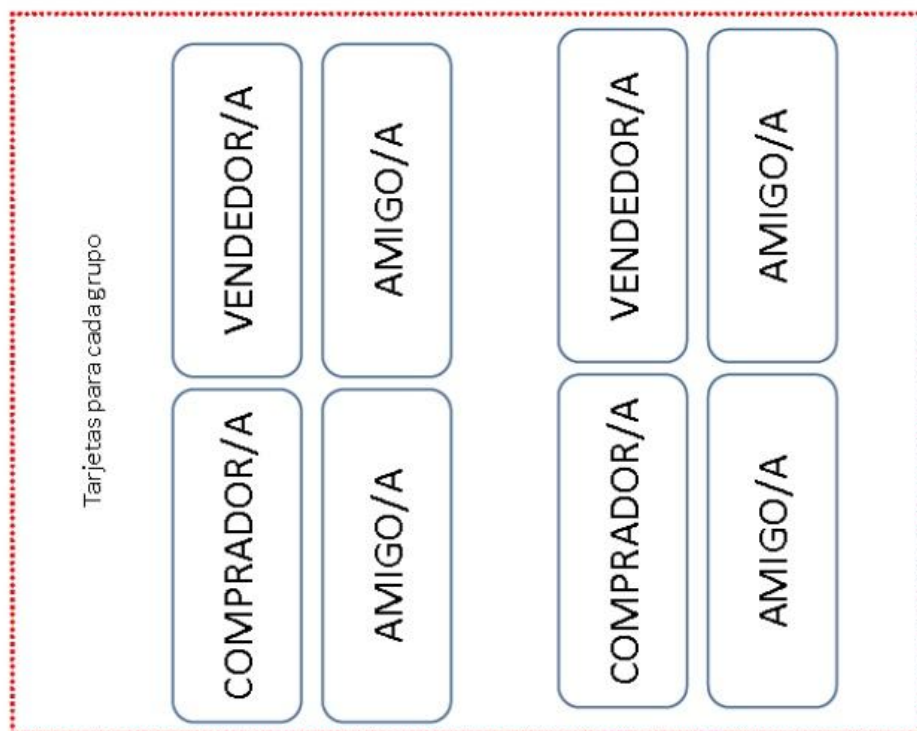 Tarjetas para cada grupo
COMPRADOR/A
VENDEDOR/A
AMIGO/A
AMIGO/A
COMPRADOR/A
VENDEDOR/A
AMIGO/A
AMIGO/A